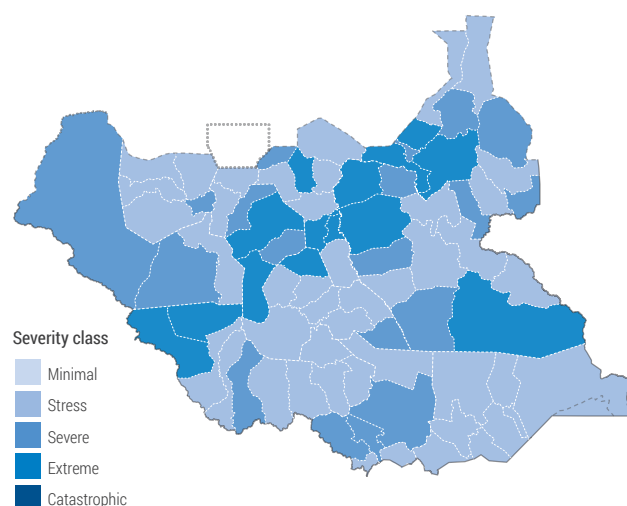 Severity class
Minimal
Stress
Severe
Extreme
Catastrophic